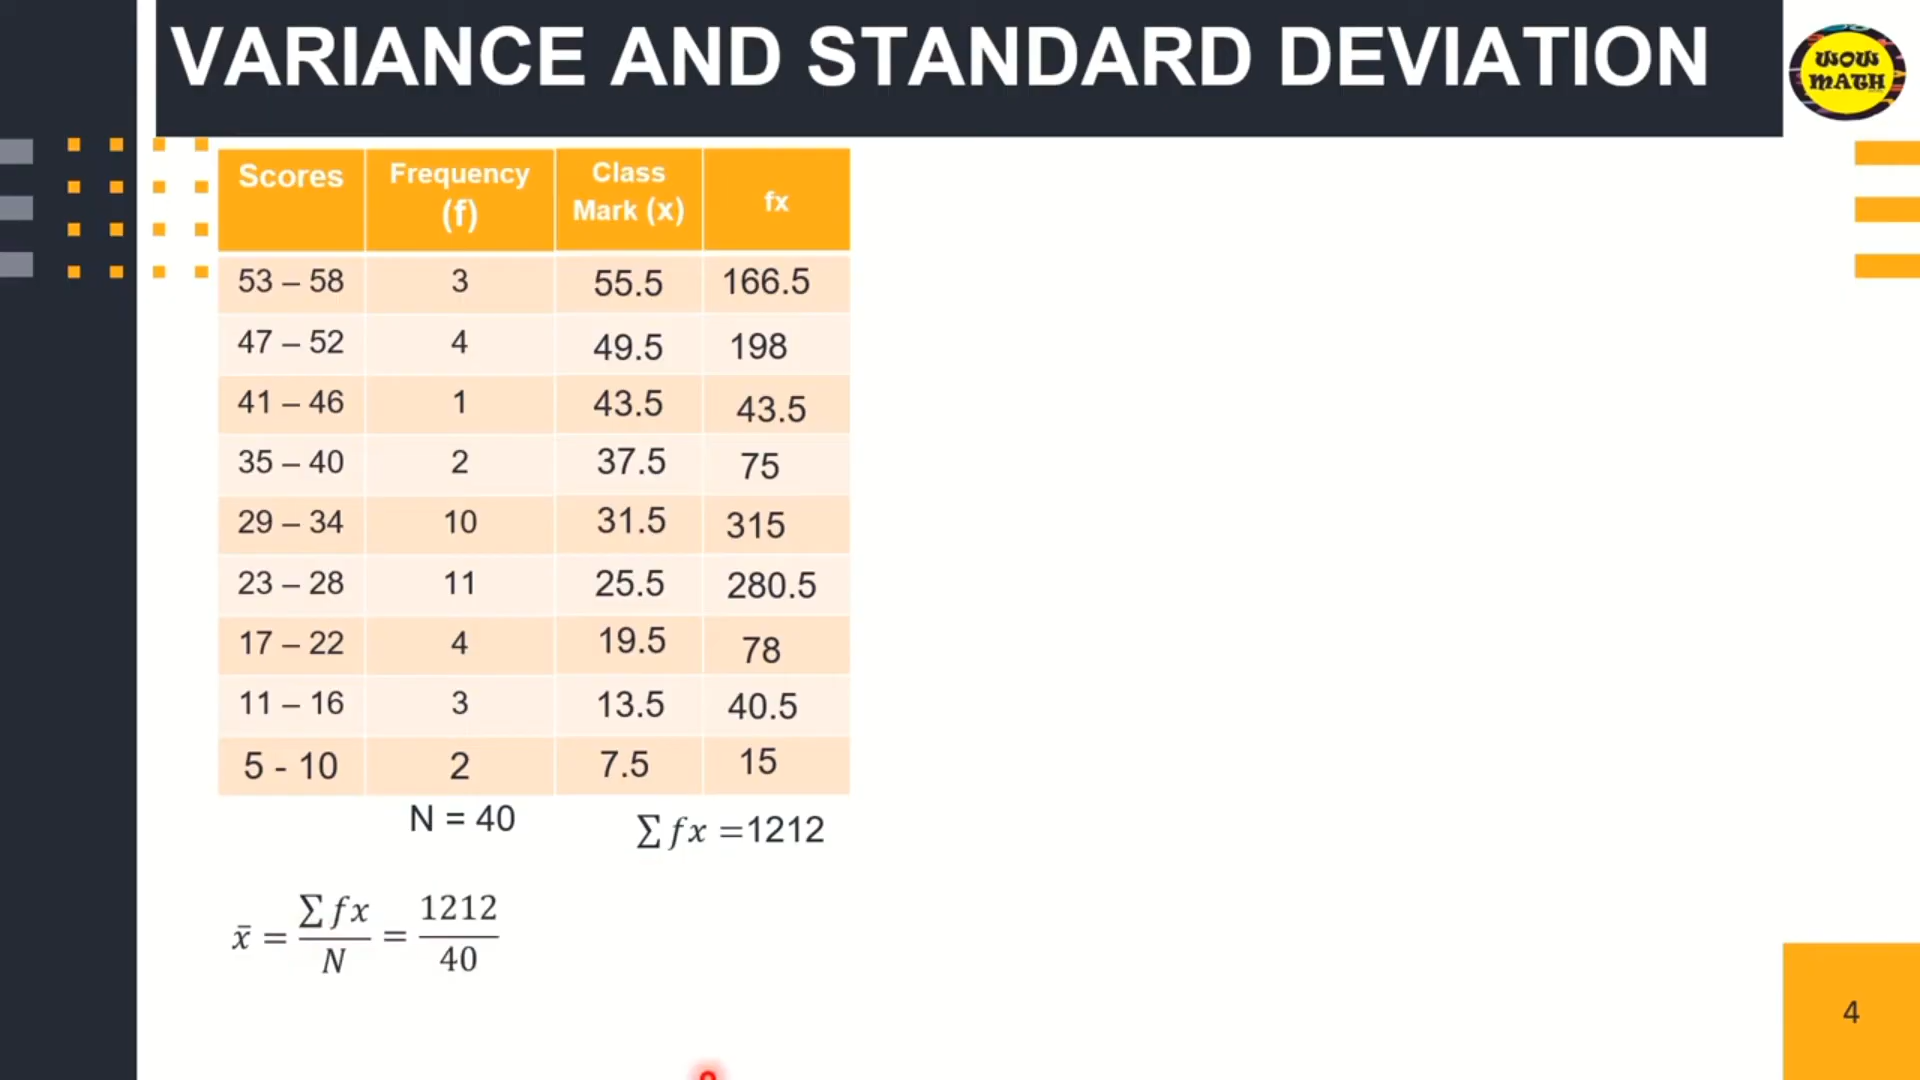 VARIANCE AND STANDARD DEVIATION
WOW
MATH
Scores Frequency (f) Class Mark (x) fx
53 – 58 3 55.5 166.5
47 – 52 4 49.5 198
41 – 46 1 43.5 43.5
35 – 40 2 37.5 75
29 – 34 10 31.5 315
23 – 28 11 25.5 280.5
17 – 22 4 19.5 78
11 – 16 3 13.5 40.5
5 - 10 2 7.5 15
N = 40 ∑ fx =1212
x̄ = ∑ fx / N = 1212 / 40
4